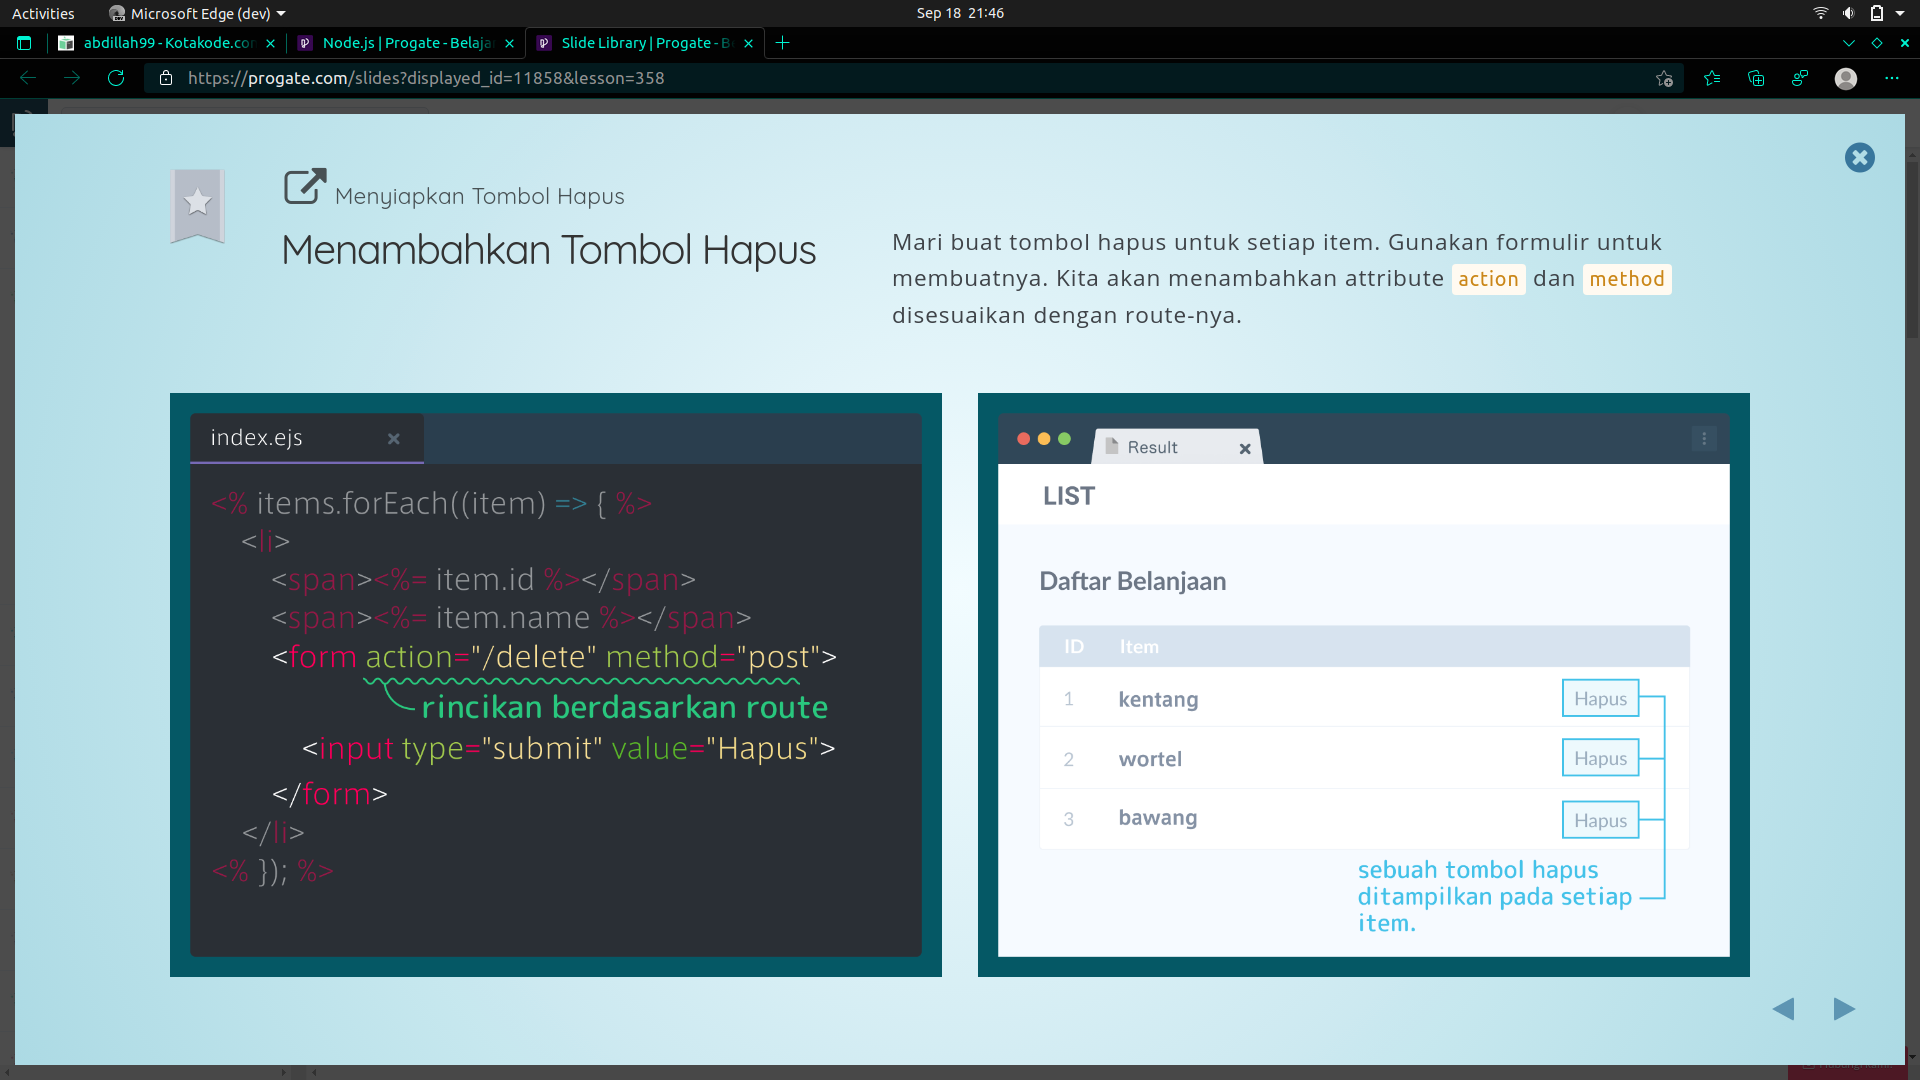 Activities
Microsoft Edge (dev)
Sep 18 21:46
abdillah99 - Kotakode.co
Node.js | Progate - Belaja
Slide Library | Progate - B
https://progate.com/slides?displayed_id=11858&lesson=358
Menyiapkan Tombol Hapus
Menambahkan Tombol Hapus
Mari buat tombol hapus untuk setiap item. Gunakan formulir untuk
membuatnya. Kita akan menambahkan attribute action dan method
disesuaikan dengan route-nya.
index.ejs
<% items.forEach((item) => { %>
<li>
<span><%= item.id %></span>
<span><%= item.name %></span>
<form action="/delete" method="post">
rincikan berdasarkan route
<input type="submit" value="Hapus">
</form>
</li>
<% }); %>
Result
LIST
Daftar Belanjaan
ID Item
1 kentang Hapus
2 wortel Hapus
3 bawang Hapus
sebuah tombol hapus
ditampilkan pada setiap
item.